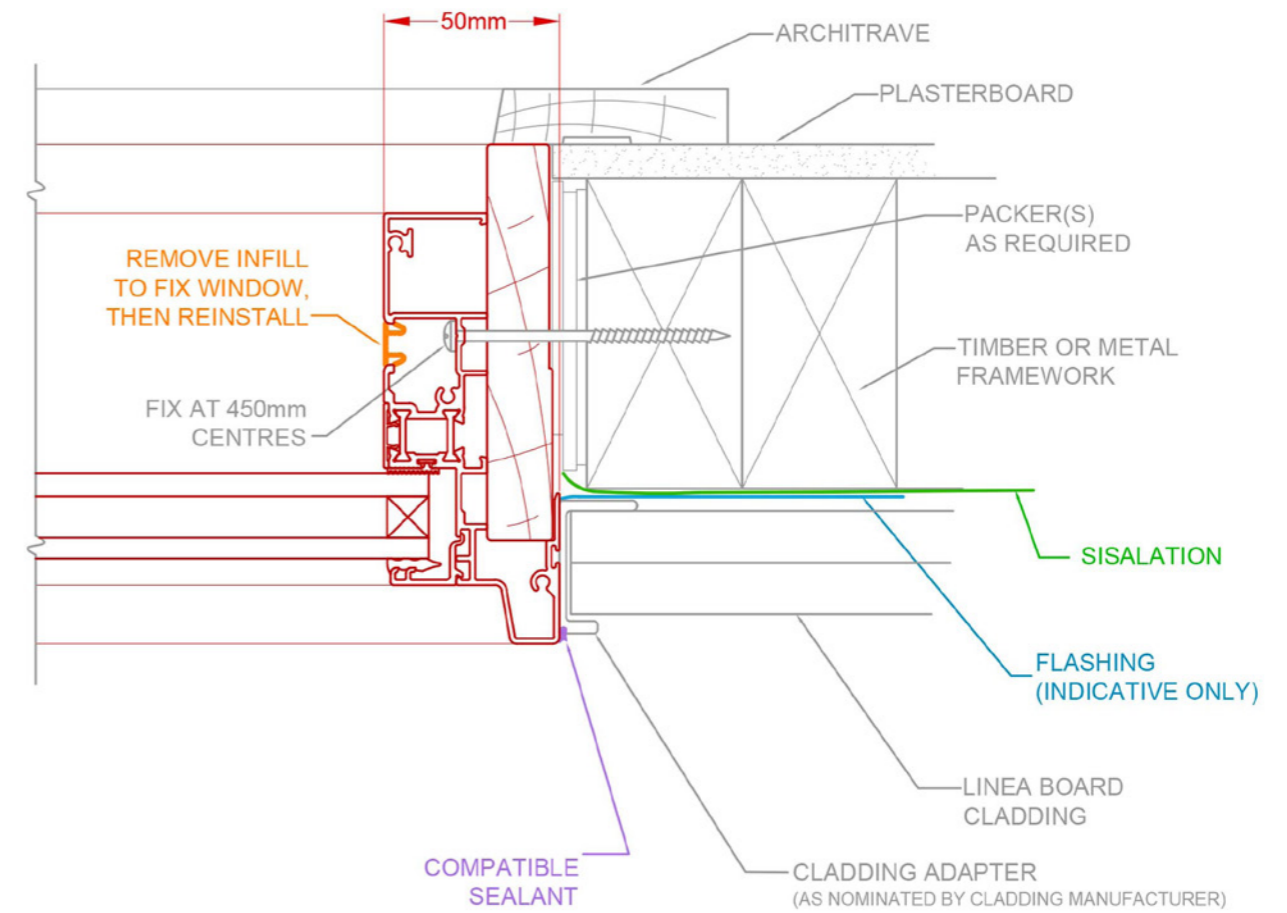 50mm
ARCHITRAVE
PLASTERBOARD
PACKER(S)
AS REQUIRED
REMOVE INFILL
TO FIX WINDOW,
THEN REINSTALL
TIMBER OR METAL
FRAMEWORK
FIX AT 450mm
CENTRES
SISALATION
FLASHING
(INDICATIVE ONLY)
LINEA BOARD
CLADDING
COMPATIBLE
SEALANT
CLADDING ADAPTER
(AS NOMINATED BY CLADDING MANUFACTURER)